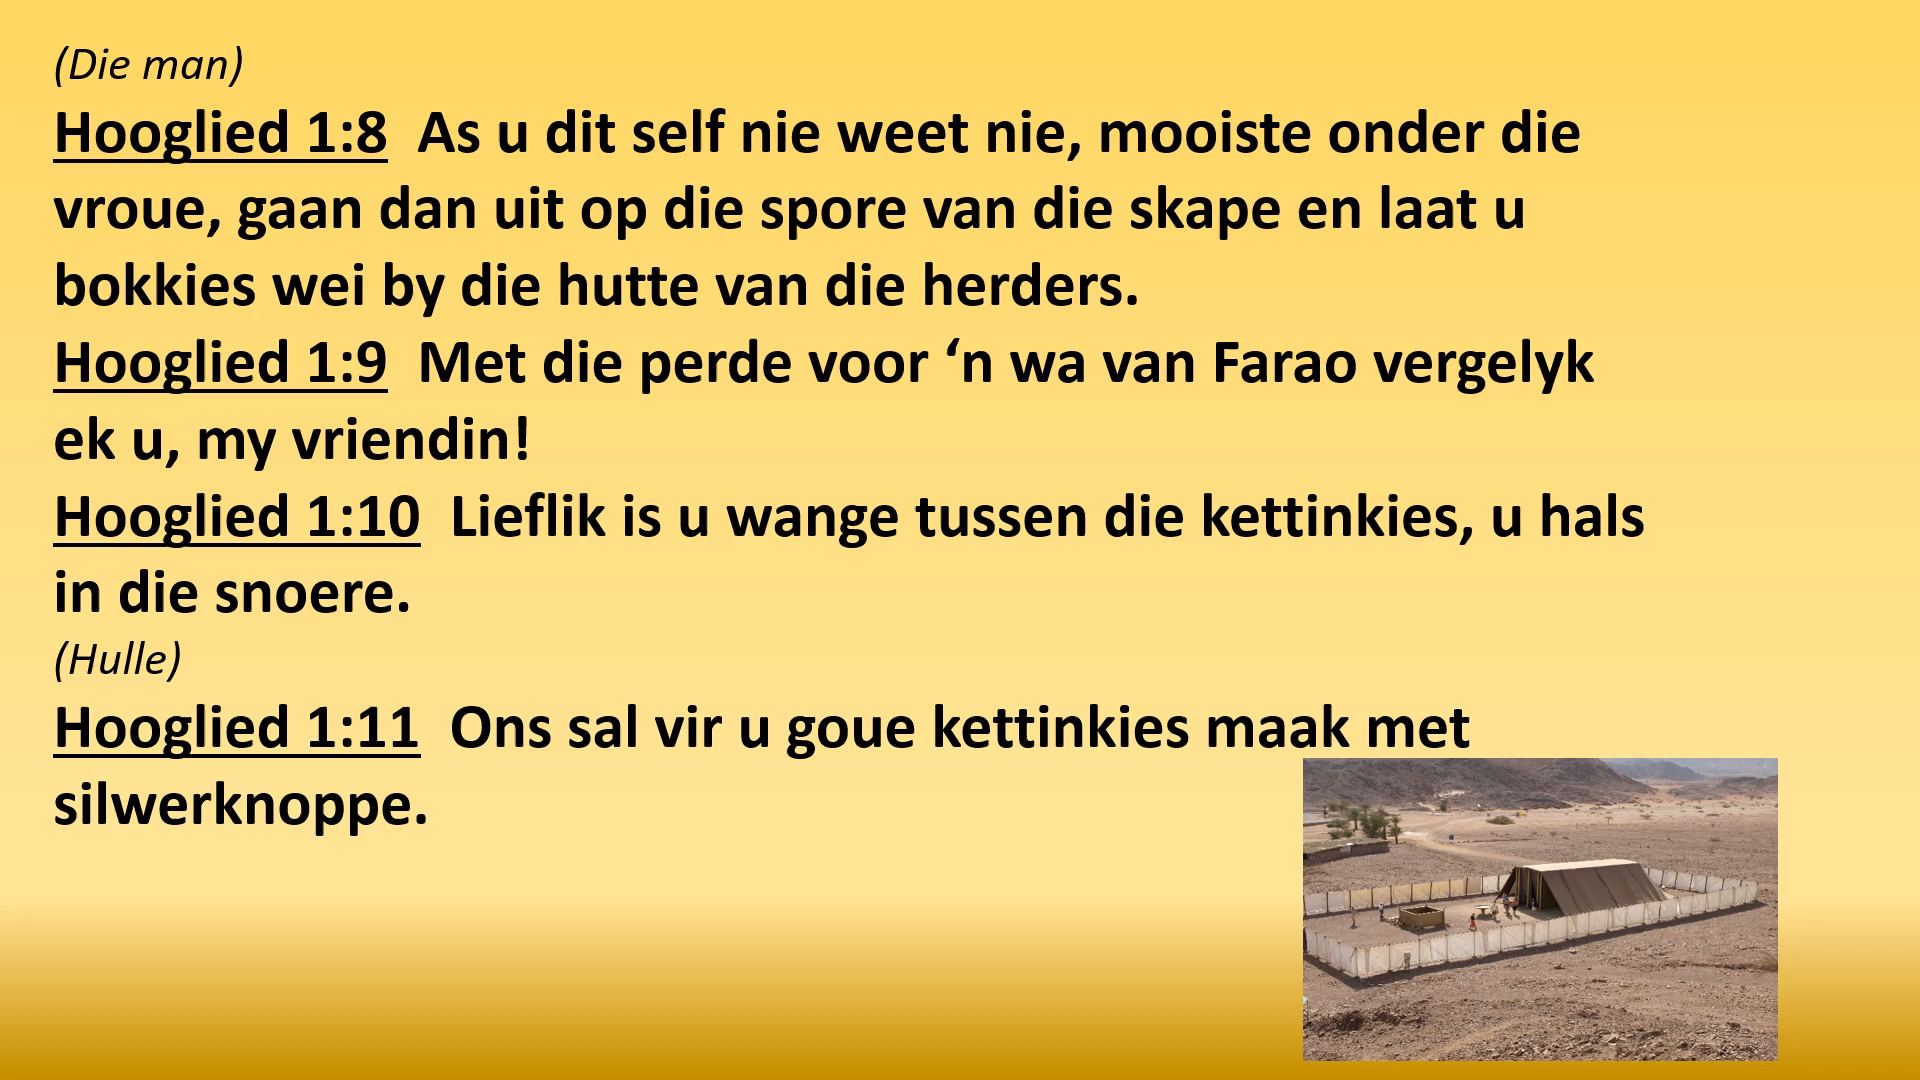 (Die man)
Hooglied 1:8  As u dit self nie weet nie, mooiste onder die
vroue, gaan dan uit op die spore van die skape en laat u
bokkies wei by die hutte van die herders.
Hooglied 1:9  Met die perde voor ‘n wa van Farao vergelyk
ek u, my vriendin!
Hooglied 1:10  Lieflik is u wange tussen die kettinkies, u hals
in die snoere.
(Hulle)
Hooglied 1:11  Ons sal vir u goue kettinkies maak met
silwerknoppe.